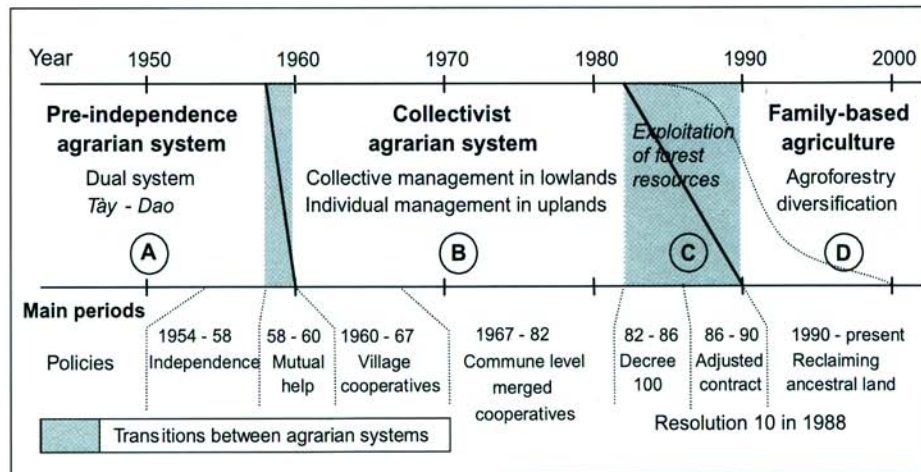 Year 1950 1960 1970 1980 1990 2000
Pre-independence
agrarian system
Dual system
Tày - Dao
A
Collectivist
agrarian system
Collective management in lowlands
Individual management in uplands
B
Exploitation
of forest
resources
C
Family-based
agriculture
Agroforestry
diversification
D
Main periods
Policies
1954 - 58
Independence
58 - 60
Mutual
help
1960 - 67
Village
cooperatives
1967 - 82
Commune level
merged
cooperatives
82 - 86
Decree
100
86 - 90
Adjusted
contract
1990 - present
Reclaiming
ancestral land
Resolution 10 in 1988
Transitions between agrarian systems